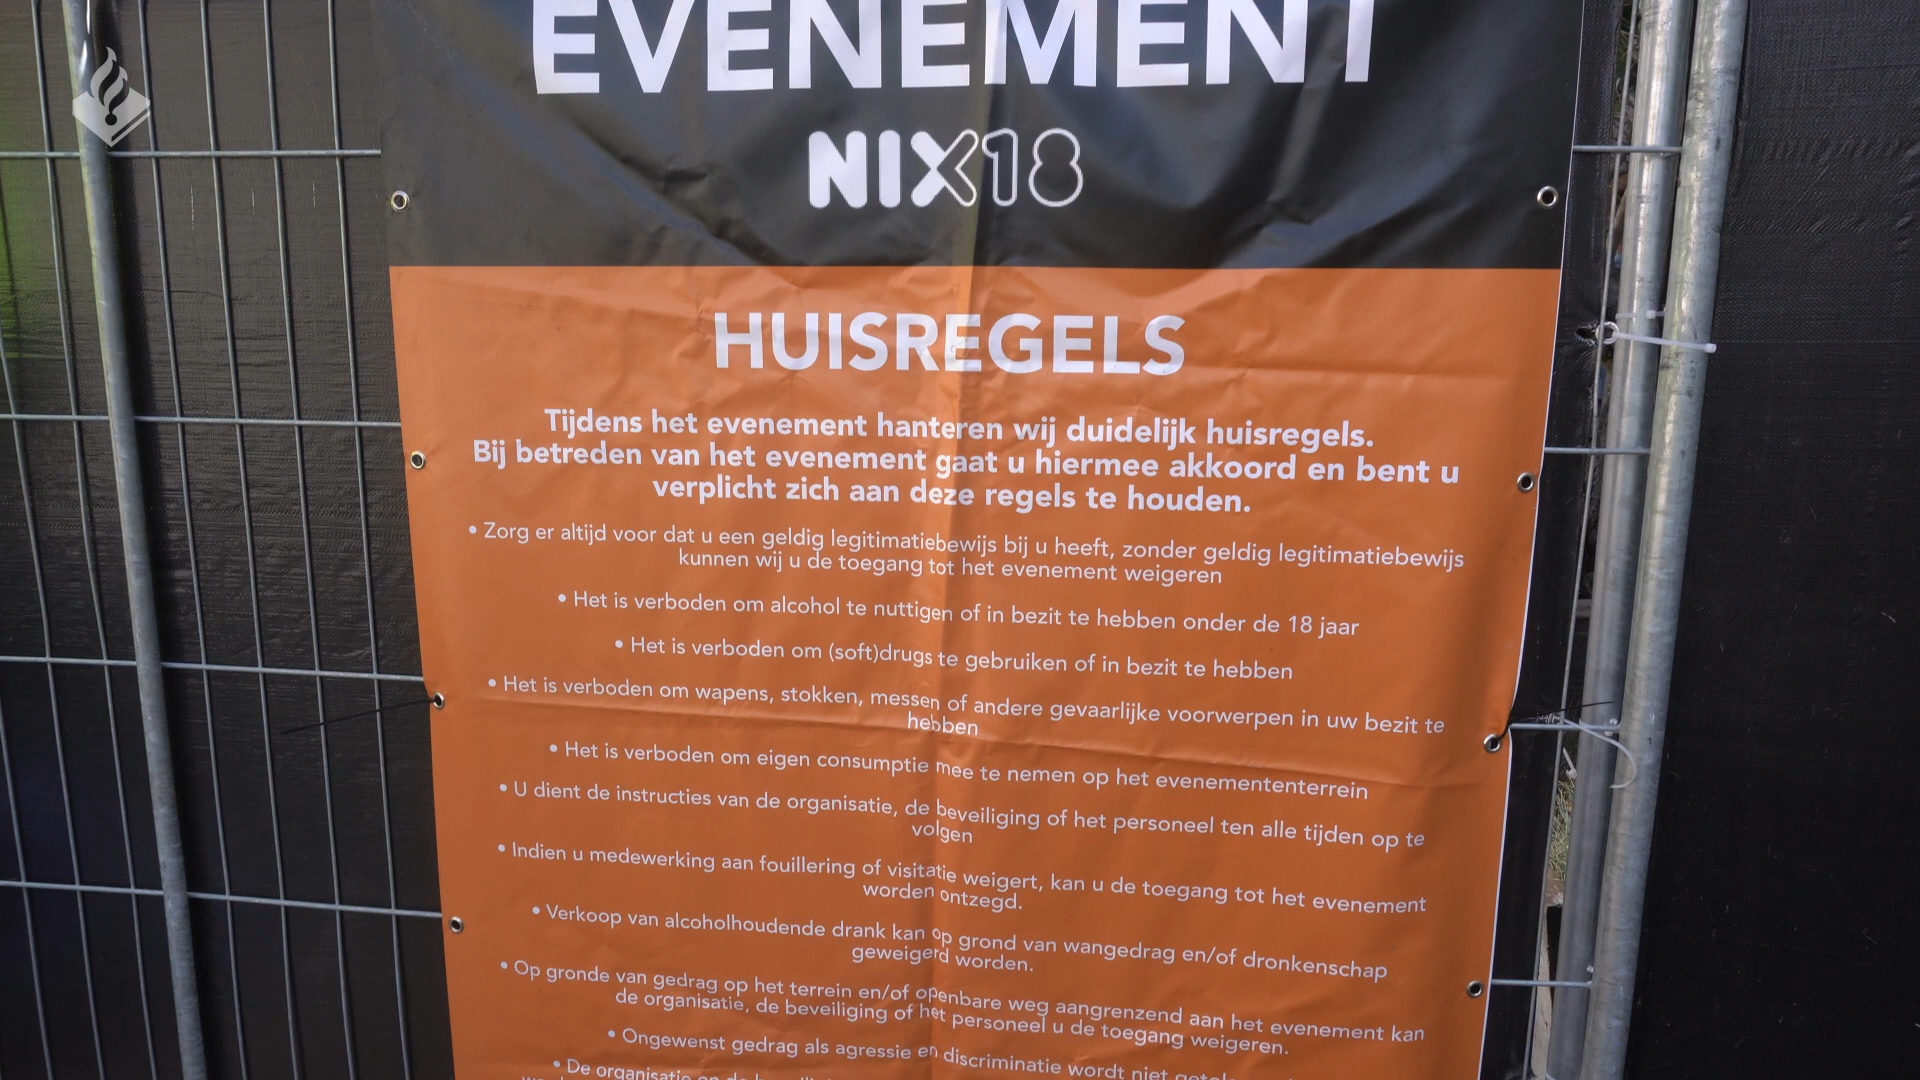 EVENEMENT
NIX18
HUISREGELS
Tijdens het evenement hanteren wij duidelijk huisregels.
Bij betreden van het evenement gaat u hiermee akkoord en bent u
verplicht zich aan deze regels te houden.
• Zorg er altijd voor dat u een geldig legitimatiebewijs bij u heeft, zonder geldig legitimatiebewijs
kunnen wij u de toegang tot het evenement weigeren
• Het is verboden om alcohol te nuttigen of in bezit te hebben onder de 18 jaar
• Het is verboden om (soft)drugs te gebruiken of in bezit te hebben
• Het is verboden om wapens, stokken, messen of andere gevaarlijke voorwerpen in uw bezit te
hebben
• Het is verboden om eigen consumptie mee te nemen op het evenemententerrein
• U dient de instructies van de organisatie, de beveiliging of het personeel ten alle tijden op te
volgen
• Indien u medewerking aan fouillering of visitatie weigert, kan u de toegang tot het evenement
worden ontzegd.
• Verkoop van alcoholhoudende drank kan op grond van wangedrag en/of dronkenschap
geweigerd worden.
• Op gronde van gedrag op het terrein en/of openbare weg aangrenzend aan het evenement kan
de organisatie, de beveiliging of het personeel u de toegang weigeren.
• Ongewenst gedrag als agressie en discriminatie wordt niet
• De organisatie en de